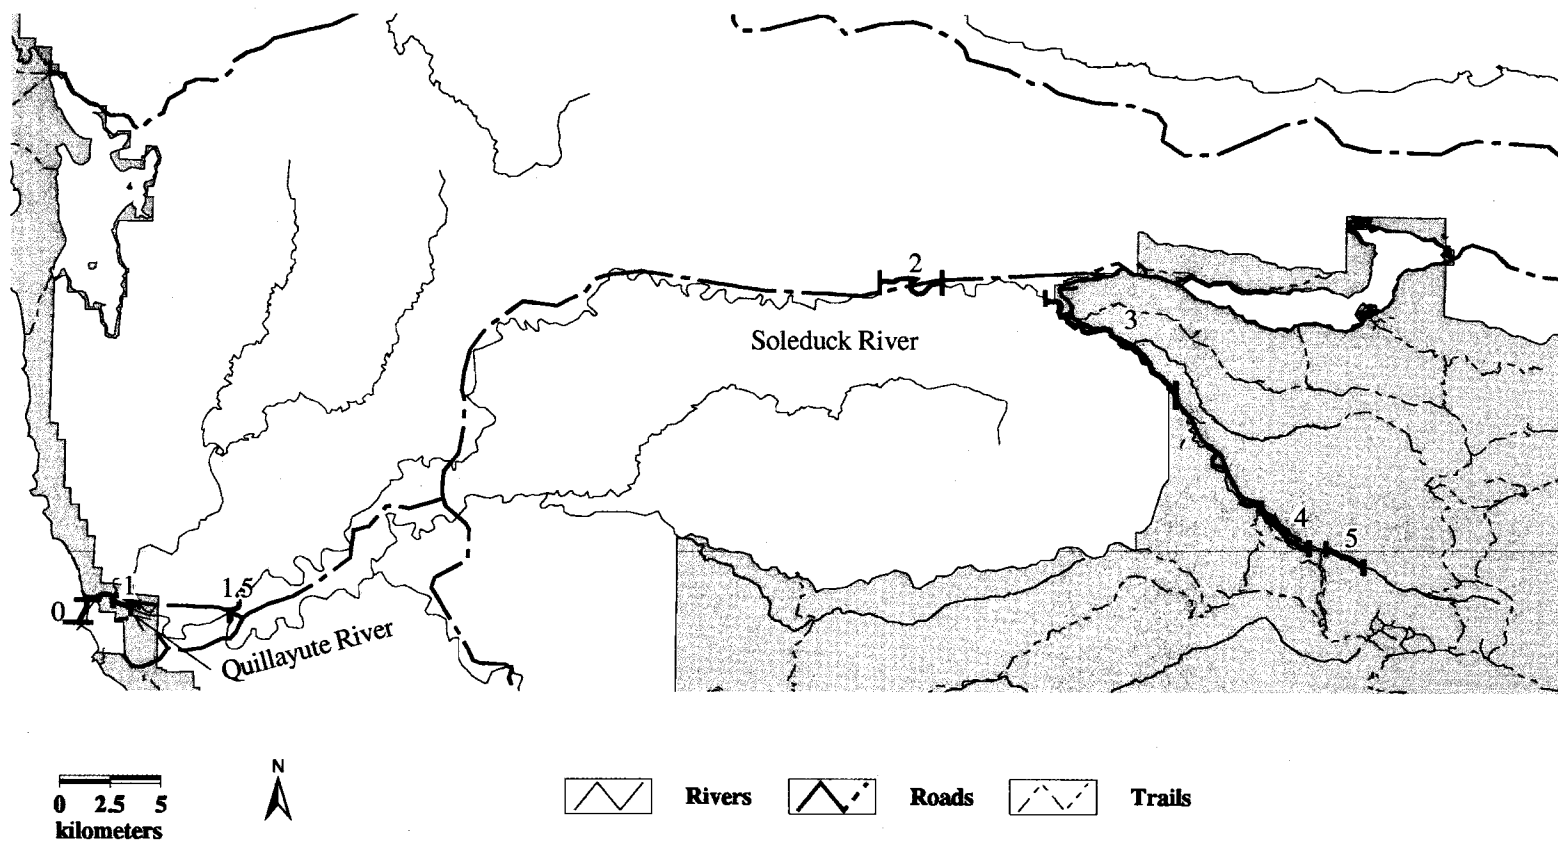 2
3
Soleduck River
4
5
1
1.5
0
Quillayute River
N
0 2.5 5
kilometers
Rivers
Roads
Trails